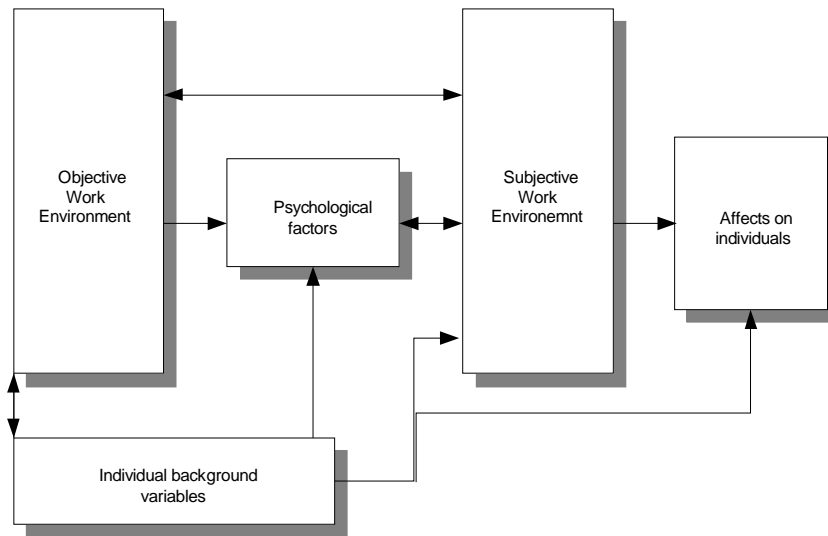 Objective
Work
Environment
Psychological
factors
Subjective
Work
Environemnt
Affects on
individuals
Individual background
variables